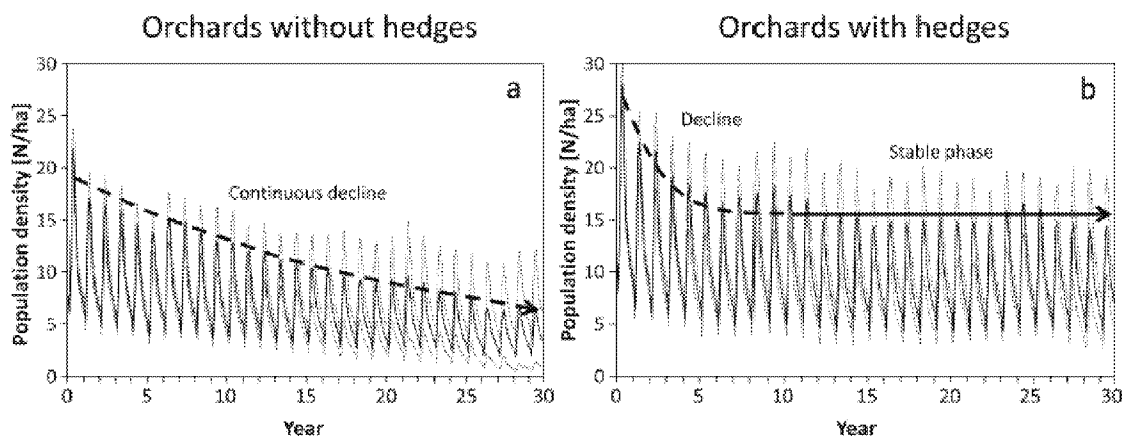 Orchards without hedges
Orchards with hedges
a
Population density [N/ha]
30
25
20
15
10
5
0
Continuous decline
0 5 10 15 20 25 30
Year
b
Population density [N/ha]
30
25
20
15
10
5
0
Decline
Stable phase
0 5 10 15 20 25 30
Year